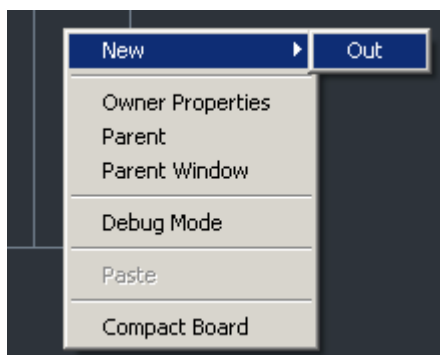 New
Out
Owner Properties
Parent
Parent Window
Debug Mode
Paste
Compact Board